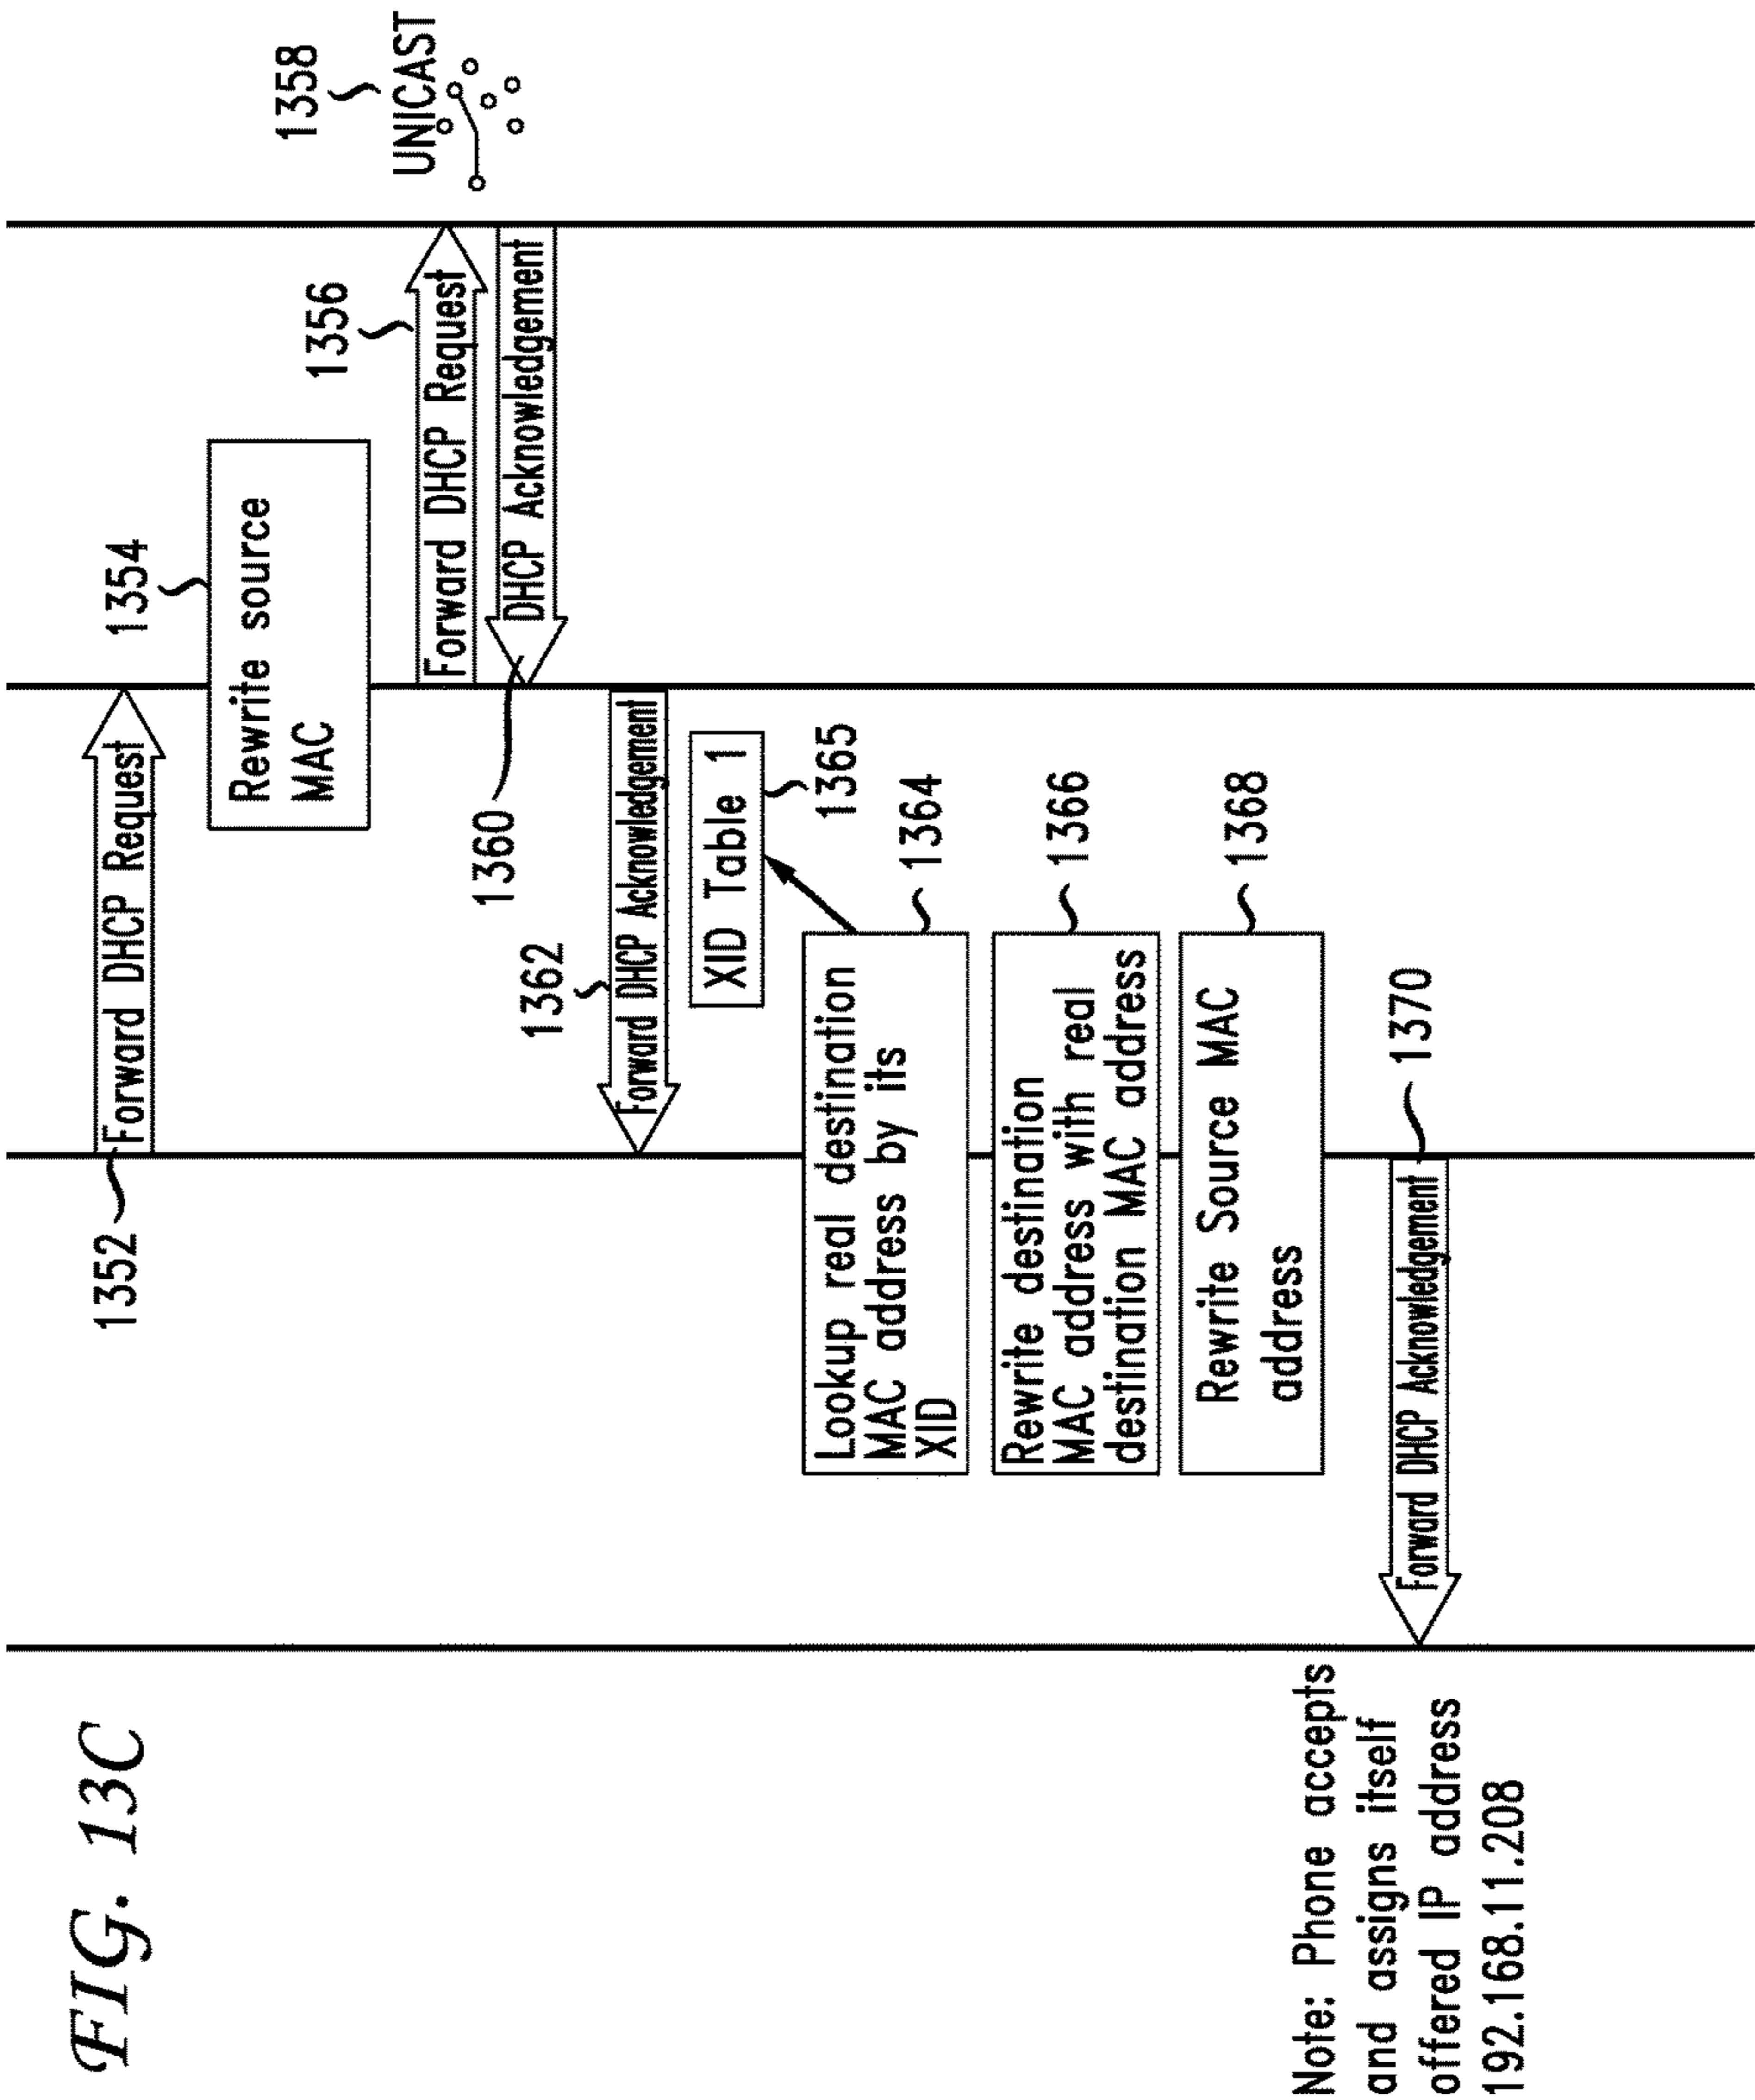 FIG. 13C
1352
Forward DHCP Request
1354
Rewrite source
MAC
1356
Forward DHCP Request
1358
UNICAST
1360
DHCP Acknowledgement
1362
Forward DHCP Acknowledgement
XID Table 1
1365
Lookup real destination
MAC address by its
XID
1364
Rewrite destination
MAC address with real
destination MAC address
1366
Rewrite Source MAC
address
1368
Forward DHCP Acknowledgement
1370
Note: Phone accepts
and assigns itself
offered IP address
192.168.11.208